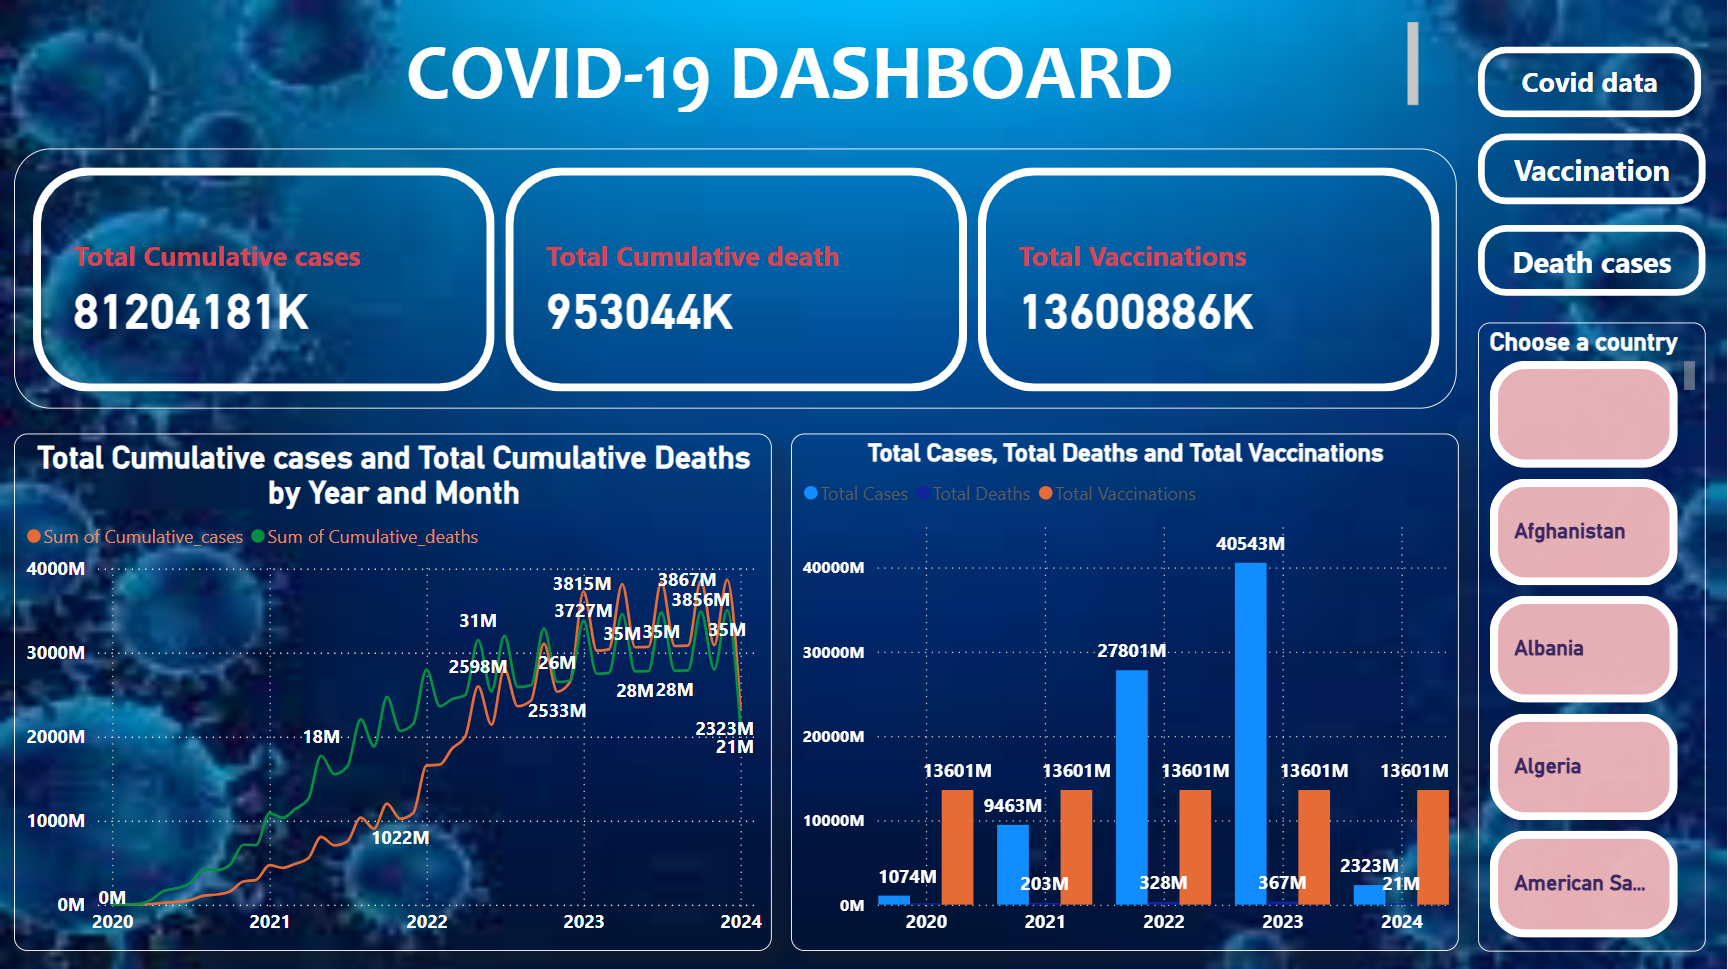 COVID-19 DASHBOARD
Covid data
Vaccination
Death cases
Total Cumulative cases
81204181K
Total Cumulative death
953044K
Total Vaccinations
13600886K
Choose a country
Afghanistan
Albania
Algeria
American Sa...
Total Cumulative cases and Total Cumulative Deaths
by Year and Month
Sum of Cumulative_cases Sum of Cumulative_deaths
4000M
3000M
2000M
1000M
0M
0M
18M
1022M
31M
2598M
26M
2533M
3815M
3727M
35M
35M
28M
28M
3867M
3856M
35M
2323M
21M
2020 2021 2022 2023 2024
Total Cases, Total Deaths and Total Vaccinations
Total Cases Total Deaths Total Vaccinations
40000M
30000M
20000M
10000M
0M
1074M
13601M
9463M
203M
13601M
27801M
328M
13601M
40543M
367M
13601M
2323M
21M
13601M
2020 2021 2022 2023 2024